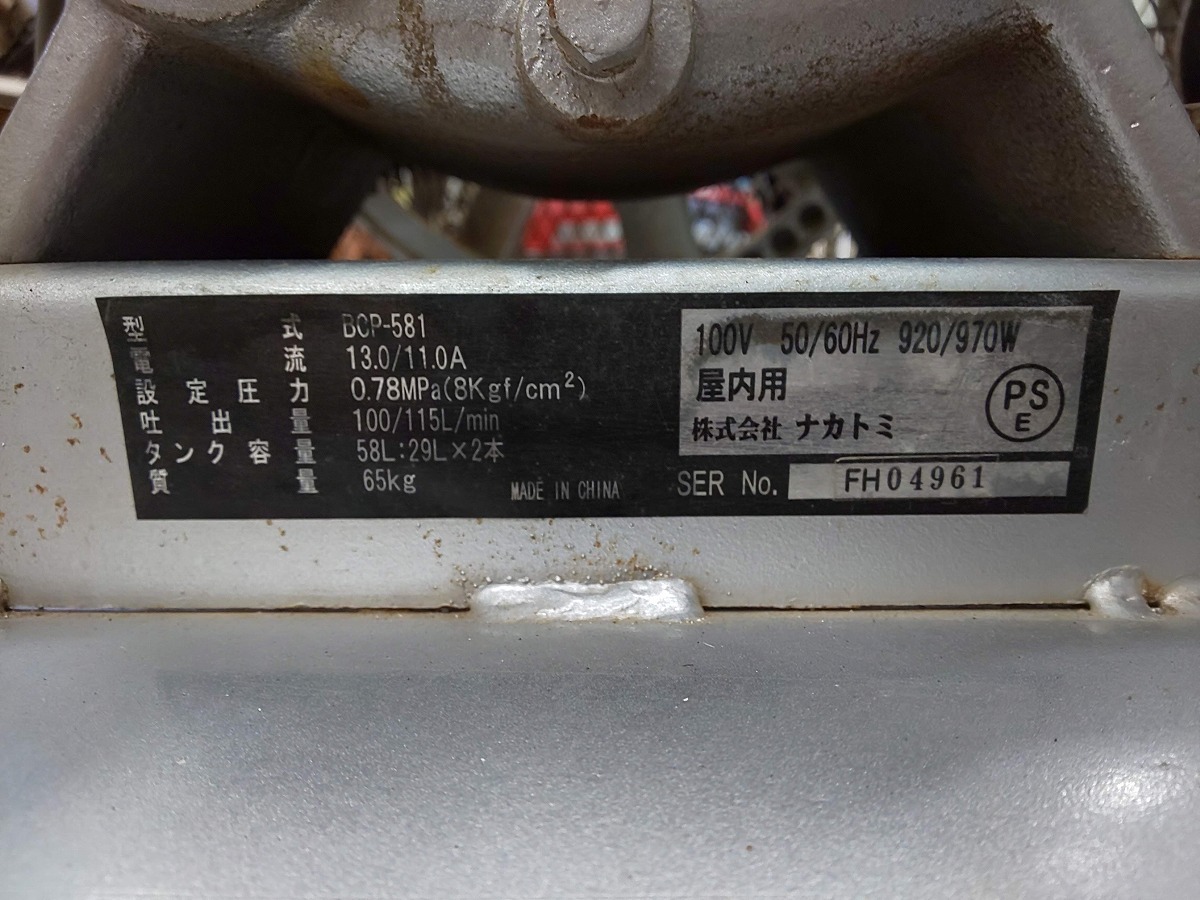 型式 BCP-581
電流 13.0/11.0A
設定圧力 0.78MPa(8Kgf/cm²)
吐出量 100/115L/min
タンク容量 58L:29L×2本
質量 65kg
MADE IN CHINA
100V 50/60Hz 920/970W
屋内用
株式会社 ナカトミ
PS
E
SER No. FH04961